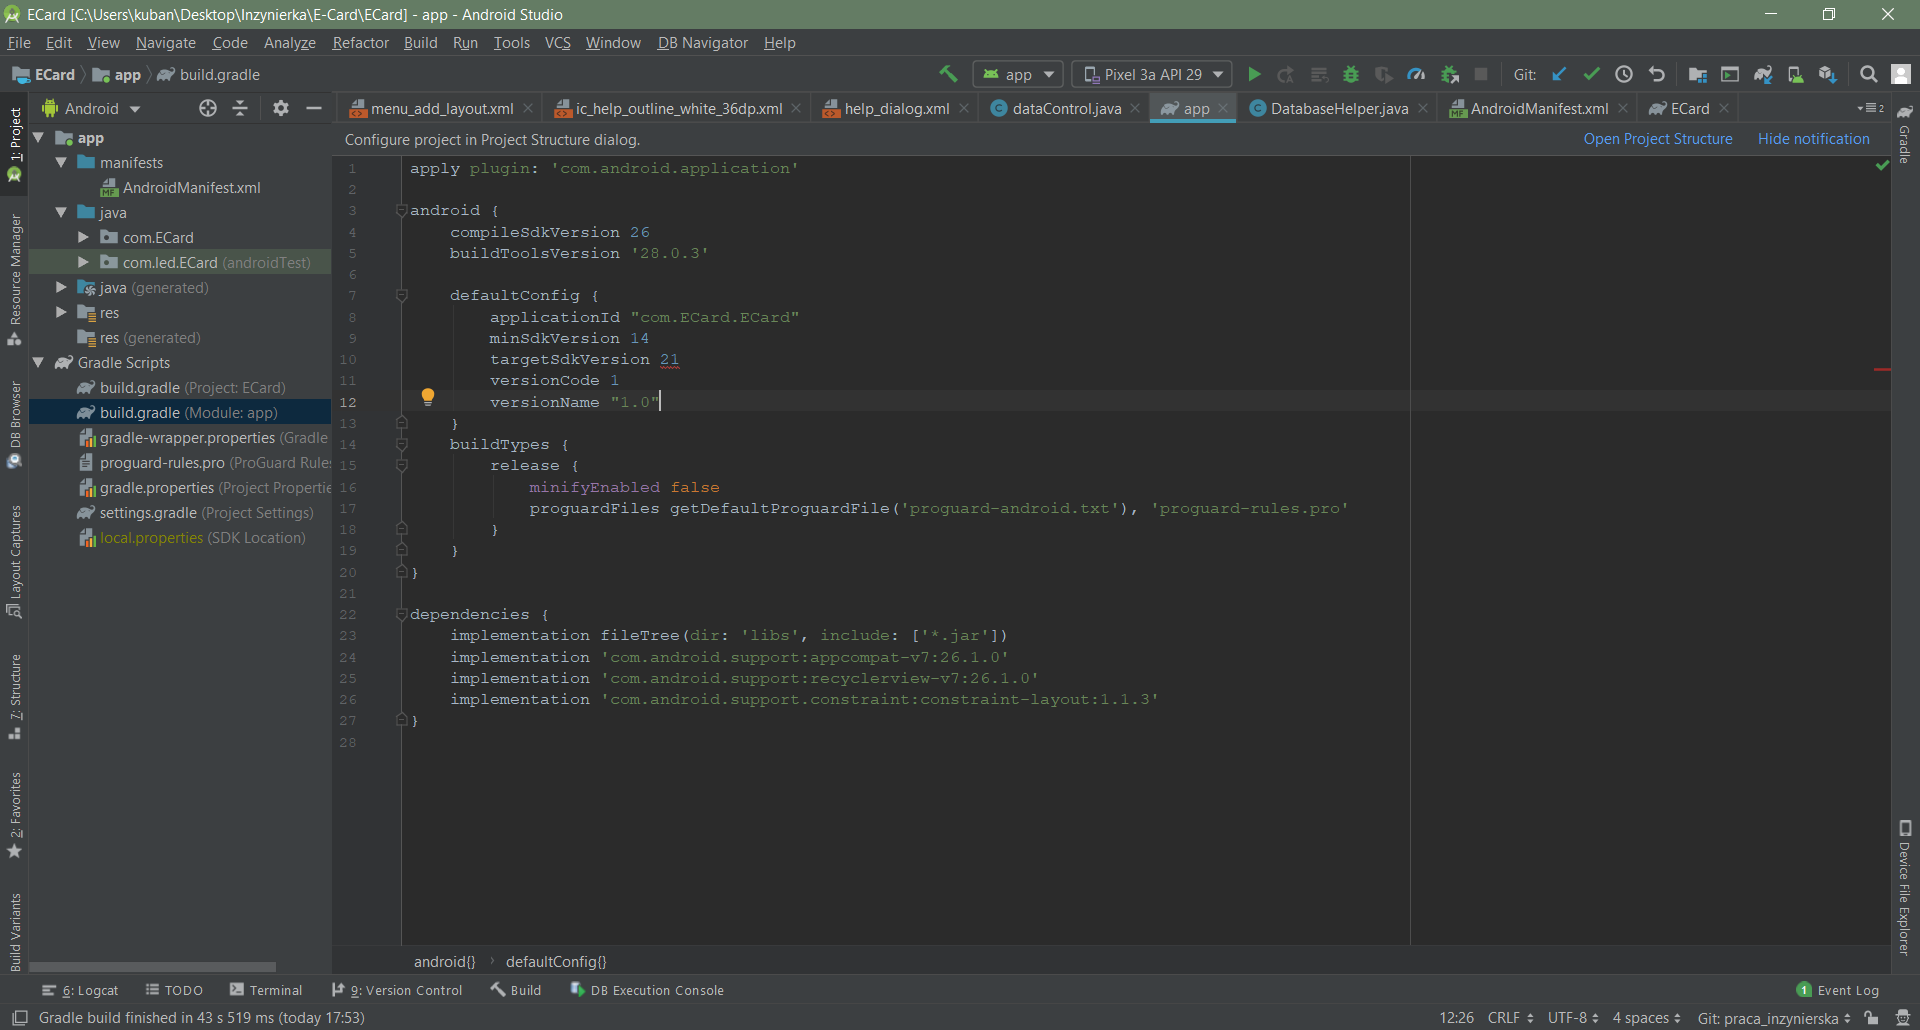 ECard [C:\Users\kuban\Desktop\Inzynierka\E-Card\ECard] - app - Android Studio
File Edit View Navigate Code Analyze Refactor Build Run Tools VCS Window DB Navigator Help
ECard app build.gradle app Pixel 3a API 29 Git:
Android menu_add_layout.xml ic_help_outline_white_36dp.xml help_dialog.xml dataControl.java app DatabaseHelper.java AndroidManifest.xml ECard 2
Configure project in Project Structure dialog. Open Project Structure Hide notification
1: Project
Resource Manager
DB Browser
Layout Captures
7: Structure
2: Favorites
Build Variants
app
manifests
AndroidManifest.xml
java
com.ECard
com.led.ECard (androidTest)
java (generated)
res
res (generated)
Gradle Scripts
build.gradle (Project: ECard)
build.gradle (Module: app)
gradle-wrapper.properties (Gradle
proguard-rules.pro (ProGuard Rule
gradle.properties (Project Propertie
settings.gradle (Project Settings)
local.properties (SDK Location)
1 apply plugin: 'com.android.application'
2
3 android {
4 compileSdkVersion 26
5 buildToolsVersion '28.0.3'
6
7 defaultConfig {
8 applicationId "com.ECard.ECard"
9 minSdkVersion 14
10 targetSdkVersion 21
11 versionCode 1
12 versionName "1.0"
13 }
14 buildTypes {
15 release {
16 minifyEnabled false
17 proguardFiles getDefaultProguardFile('proguard-android.txt'), 'proguard-rules.pro'
18 }
19 }
20 }
21
22 dependencies {
23 implementation fileTree(dir: 'libs', include: ['*.jar'])
24 implementation 'com.android.support:appcompat-v7:26.1.0'
25 implementation 'com.android.support:recyclerview-v7:26.1.0'
26 implementation 'com.android.support.constraint:constraint-layout:1.1.3'
27 }
28
Gradle
Device File Explorer
android{} › defaultConfig{}
6: Logcat TODO Terminal 9: Version Control Build DB Execution Console 1 Event Log
Gradle build finished in 43 s 519 ms (today 17:53) 12:26 CRLF UTF-8 4 spaces Git: praca_inzynierska